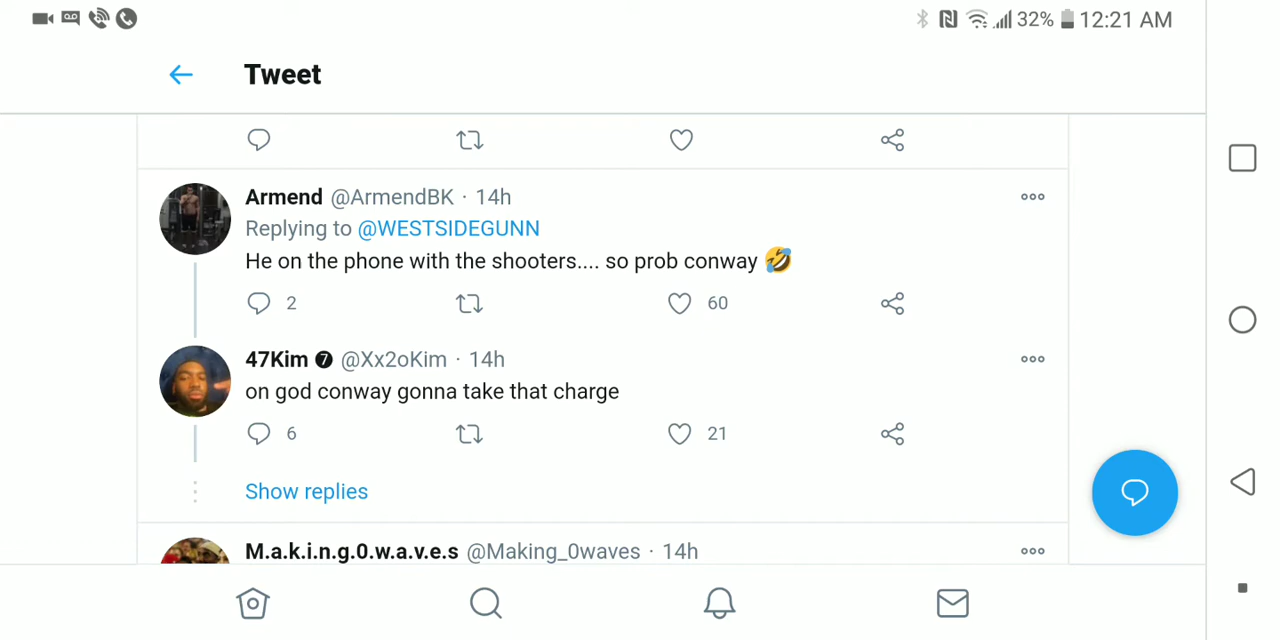 32% 12:21 AM
Tweet
Armend @ArmendBK · 14h
Replying to @WESTSIDEGUNN
He on the phone with the shooters.... so prob conway 🤣
2 60
47Kim ❼ @Xx2oKim · 14h
on god conway gonna take that charge
6 21
Show replies
M.a.k.i.n.g.0.w.a.v.e.s @Making_0waves · 14h